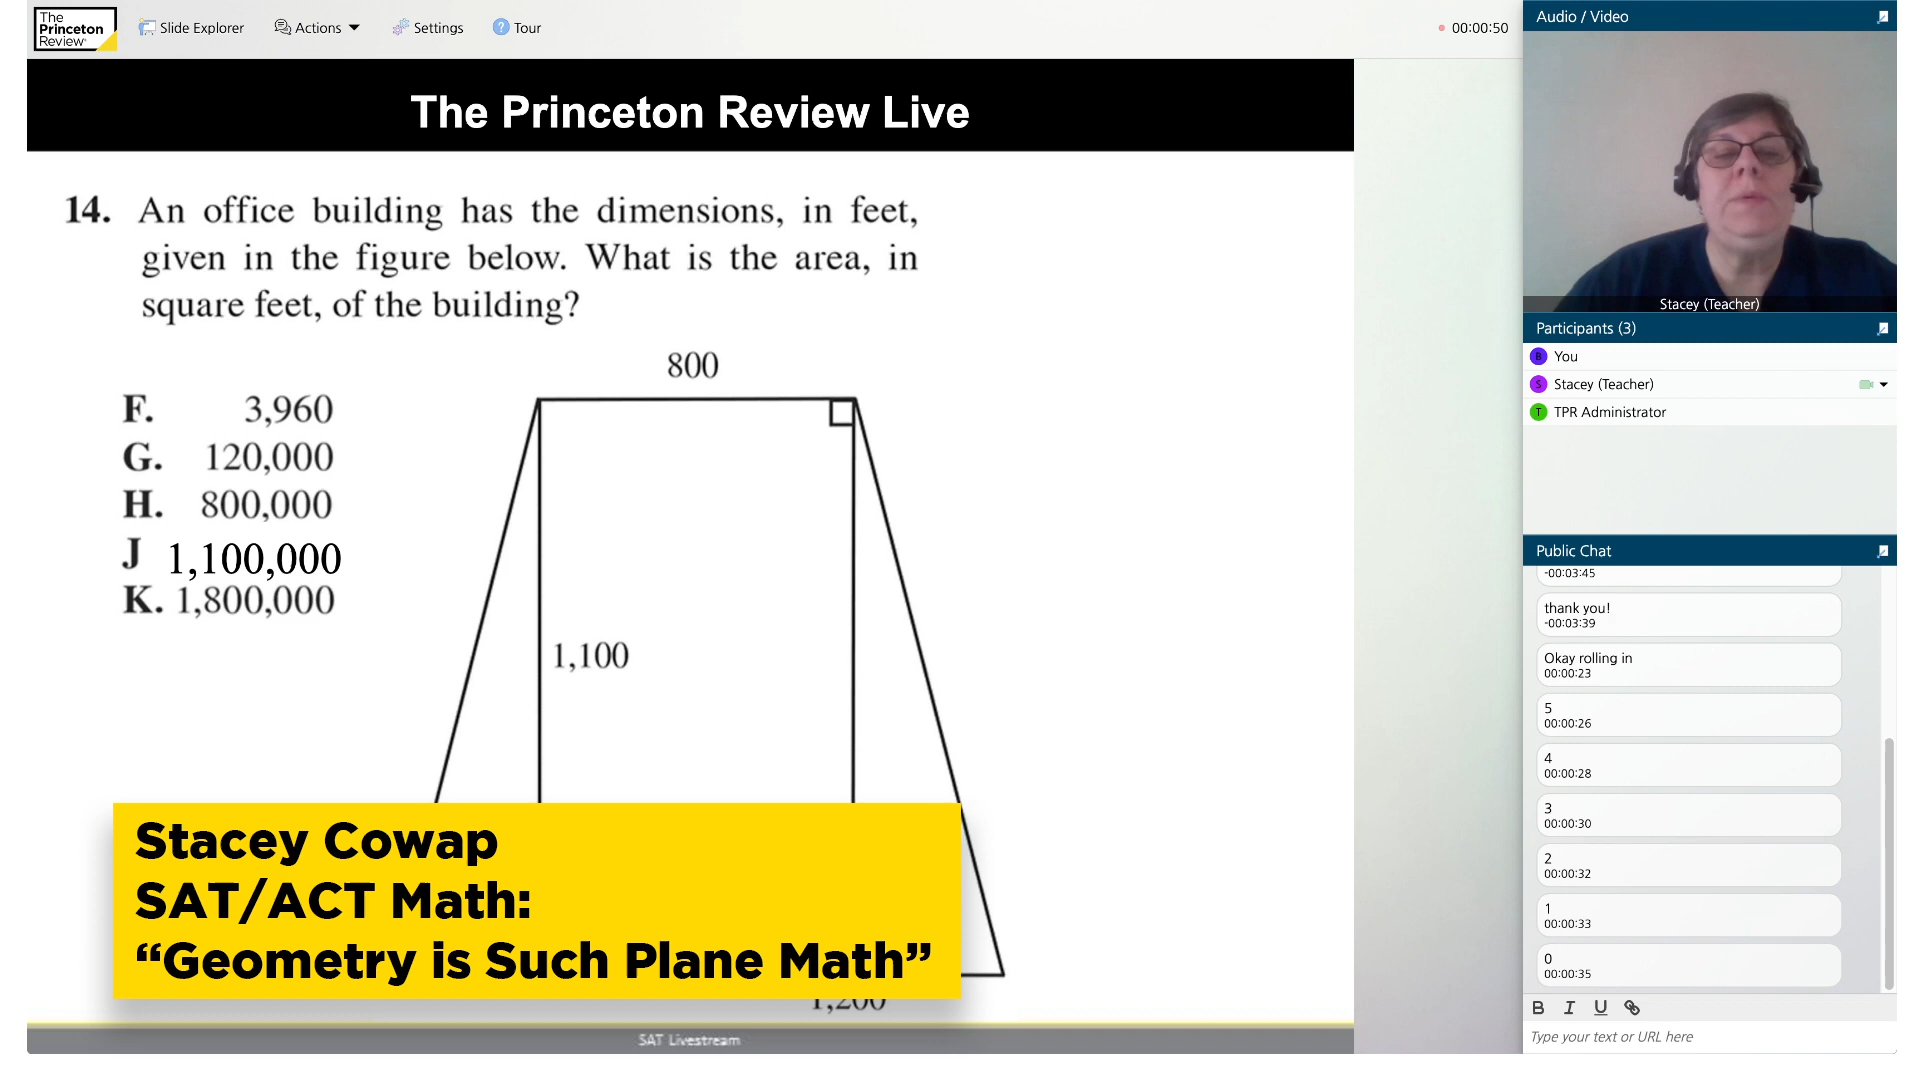 The
Princeton
Review
Slide Explorer
Actions
Settings
Tour
00:00:50
The Princeton Review Live
14. An office building has the dimensions, in feet,
given in the figure below. What is the area, in
square feet, of the building?
800
F. 3,960
G. 120,000
H. 800,000
J 1,100,000
K. 1,800,000
1,100
Stacey Cowap
SAT/ACT Math:
“Geometry is Such Plane Math”
1,200
SAT Livestream
Audio / Video
Stacey (Teacher)
Participants (3)
B You
S Stacey (Teacher)
T TPR Administrator
Public Chat
-00:03:45
thank you!
-00:03:39
Okay rolling in
00:00:23
5
00:00:26
4
00:00:28
3
00:00:30
2
00:00:32
1
00:00:33
0
00:00:35
B I U
Type your text or URL here